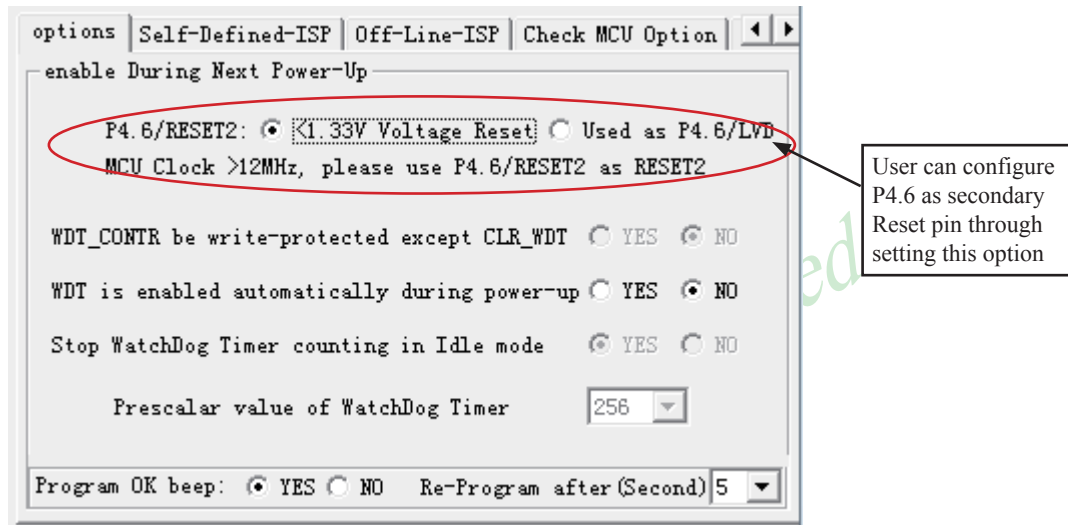 options Self-Defined-ISP Off-Line-ISP Check MCU Option
enable During Next Power-Up
P4.6/RESET2: <1.33V Voltage Reset Used as P4.6/LVD
MCU Clock >12MHz, please use P4.6/RESET2 as RESET2
User can configure
P4.6 as secondary
Reset pin through
setting this option
WDT_CONTR be write-protected except CLR_WDT YES NO
WDT is enabled automatically during power-up YES NO
Stop WatchDog Timer counting in Idle mode YES NO
Prescalar value of WatchDog Timer 256
Program OK beep: YES NO Re-Program after(Second) 5